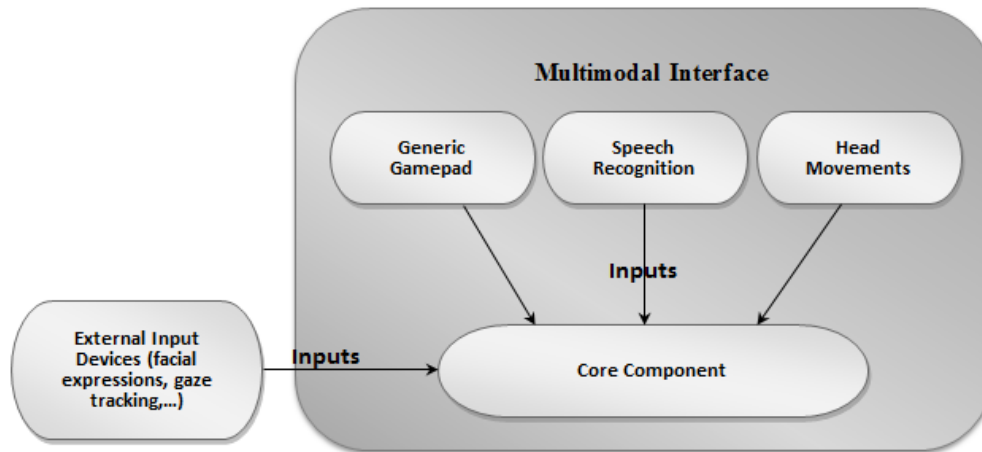 Multimodal Interface
Generic
Gamepad
Speech
Recognition
Head
Movements
Inputs
External Input
Devices (facial
expressions, gaze
tracking,...)
Inputs
Core Component